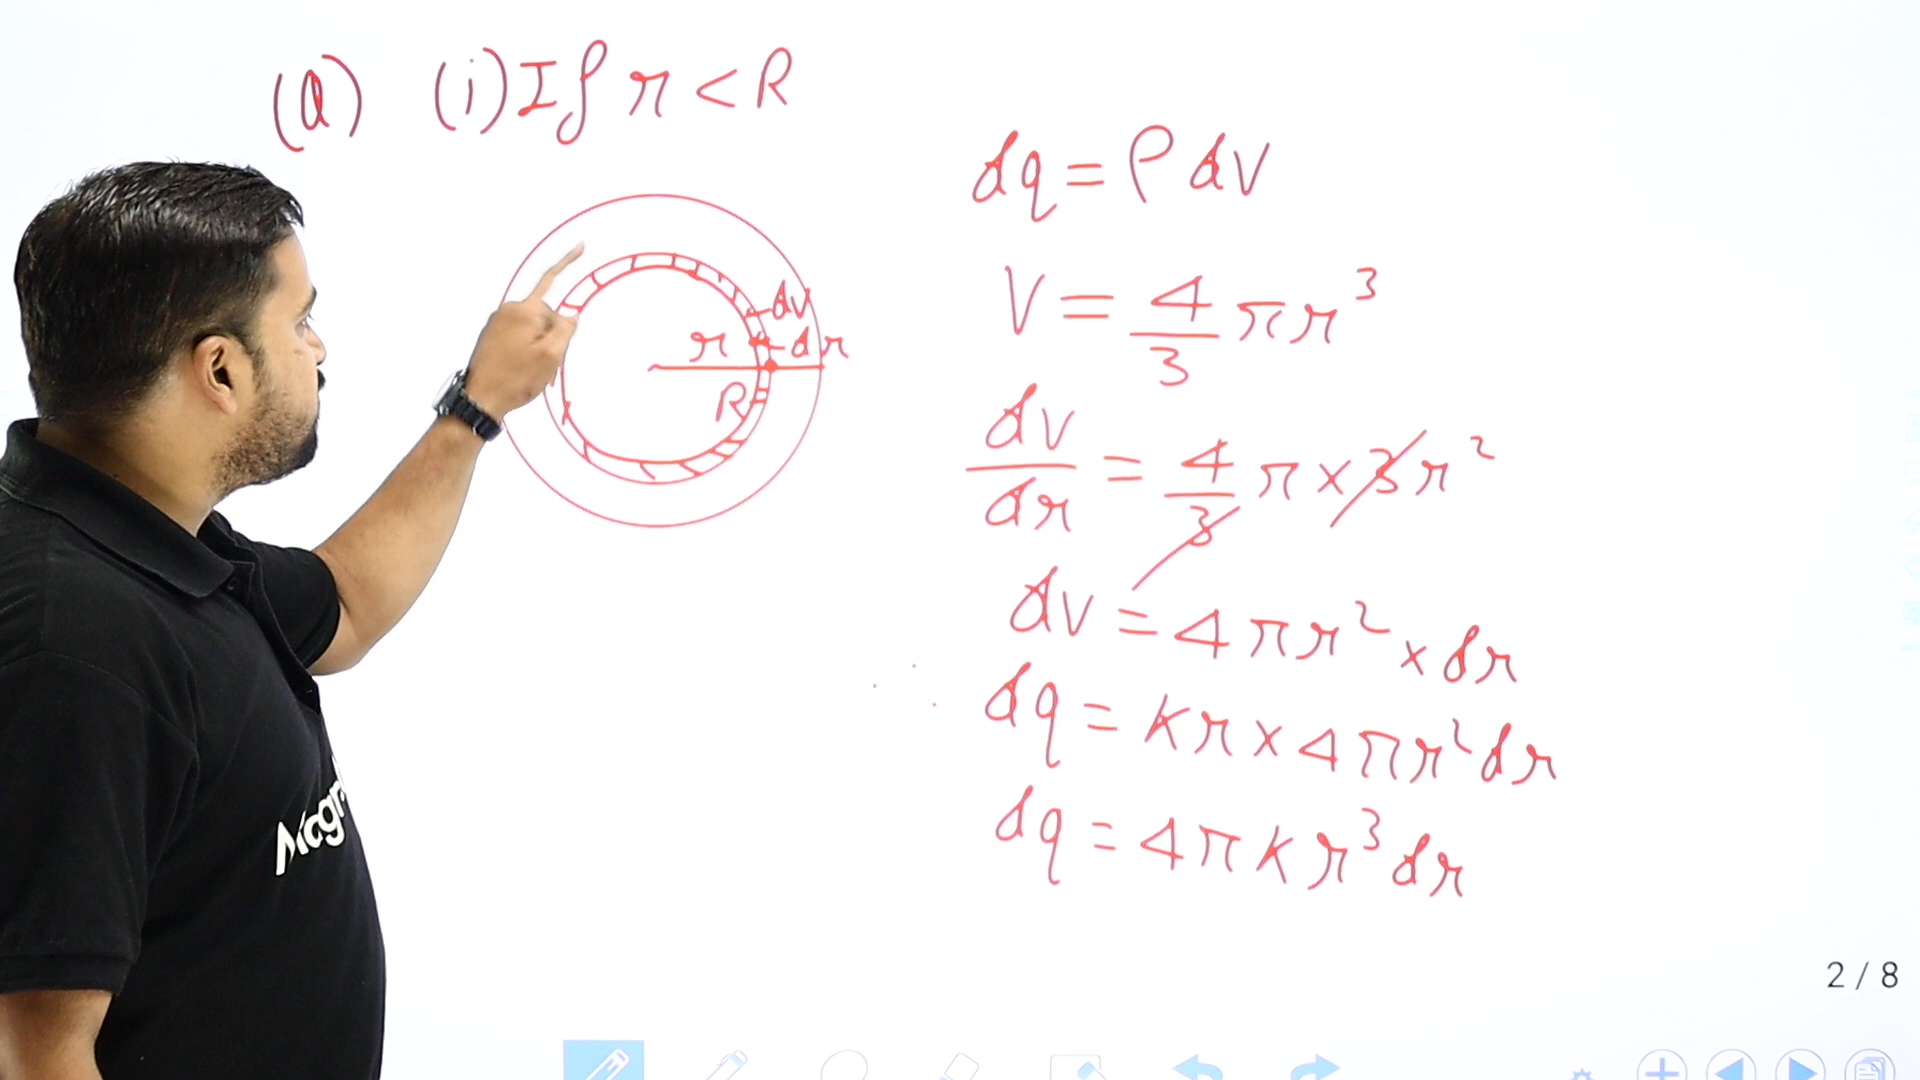 (a) (i) If r < R
dq = ρ dV
V = 4/3 πr³
dv/dr = 4/3 π × 3r²
dv = 4πr² × dr
dq = Kr × 4πr² dr
dq = 4πKr³ dr
dv
r dr
R
2 / 8